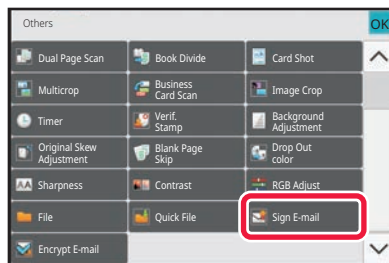 Others
OK
Dual Page Scan
Book Divide
Card Shot
Multicrop
Business
Card Scan
Image Crop
Timer
Verif.
Stamp
Background
Adjustment
Original Skew
Adjustment
Blank Page
Skip
Drop Out
color
AA Sharpness
Contrast
RGB Adjust
File
Quick File
Sign E-mail
Encrypt E-mail